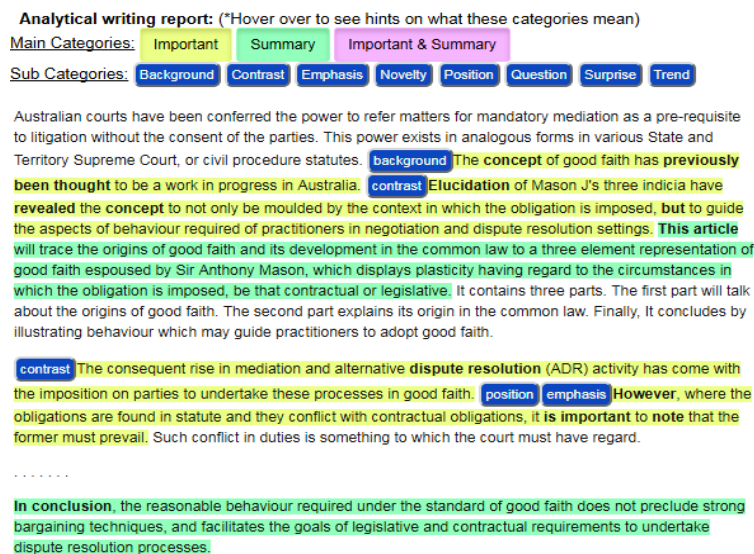 Analytical writing report: (*Hover over to see hints on what these categories mean)
Main Categories: Important Summary Important & Summary
Sub Categories: Background Contrast Emphasis Novelty Position Question Surprise Trend
Australian courts have been conferred the power to refer matters for mandatory mediation as a pre-requisite
to litigation without the consent of the parties. This power exists in analogous forms in various State and
Territory Supreme Court, or civil procedure statutes. background The concept of good faith has previously
been thought to be a work in progress in Australia. contrast Elucidation of Mason J's three indicia have
revealed the concept to not only be moulded by the context in which the obligation is imposed, but to guide
the aspects of behaviour required of practitioners in negotiation and dispute resolution settings. This article
will trace the origins of good faith and its development in the common law to a three element representation of
good faith espoused by Sir Anthony Mason, which displays plasticity having regard to the circumstances in
which the obligation is imposed, be that contractual or legislative. It contains three parts. The first part will talk
about the origins of good faith. The second part explains its origin in the common law. Finally, It concludes by
illustrating behaviour which may guide practitioners to adopt good faith.
contrast The consequent rise in mediation and alternative dispute resolution (ADR) activity has come with
the imposition on parties to undertake these processes in good faith. position emphasis However, where the
obligations are found in statute and they conflict with contractual obligations, it is important to note that the
former must prevail. Such conflict in duties is something to which the court must have regard.
. . . . . . .
In conclusion, the reasonable behaviour required under the standard of good faith does not preclude strong
bargaining techniques, and facilitates the goals of legislative and contractual requirements to undertake
dispute resolution processes.